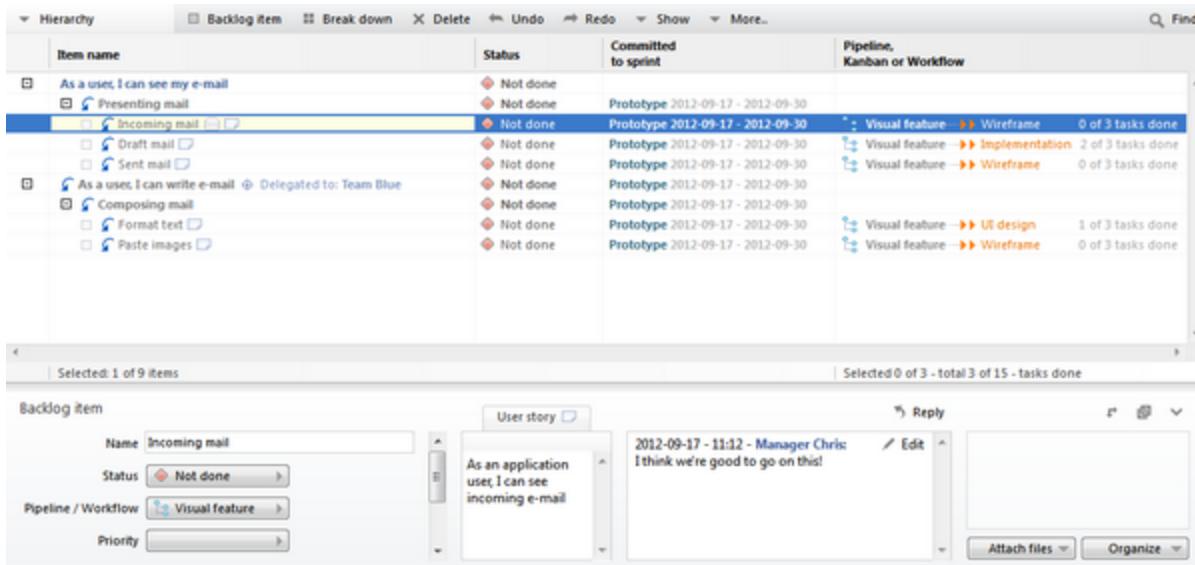 Hierarchy Backlog item Break down Delete Undo Redo Show More.. Find
Item name Status Committed to sprint Pipeline, Kanban or Workflow
As a user, I can see my e-mail Not done
Presenting mail Not done Prototype 2012-09-17 - 2012-09-30
Incoming mail Not done Prototype 2012-09-17 - 2012-09-30 Visual feature Wireframe 0 of 3 tasks done
Draft mail Not done Prototype 2012-09-17 - 2012-09-30 Visual feature Implementation 2 of 3 tasks done
Sent mail Not done Prototype 2012-09-17 - 2012-09-30 Visual feature Wireframe 0 of 3 tasks done
As a user, I can write e-mail Delegated to: Team Blue Not done Prototype 2012-09-17 - 2012-09-30
Composing mail Not done Prototype 2012-09-17 - 2012-09-30
Format text Not done Prototype 2012-09-17 - 2012-09-30 Visual feature UI design 1 of 3 tasks done
Paste images Not done Prototype 2012-09-17 - 2012-09-30 Visual feature Wireframe 0 of 3 tasks done
Selected: 1 of 9 items Selected 0 of 3 - total 3 of 15 - tasks done
Backlog item
Name Incoming mail
Status Not done
Pipeline / Workflow Visual feature
Priority
User story
As an application
user, I can see
incoming e-mail
Reply
2012-09-17 - 11:12 - Manager Chris: Edit
I think we're good to go on this!
Attach files Organize